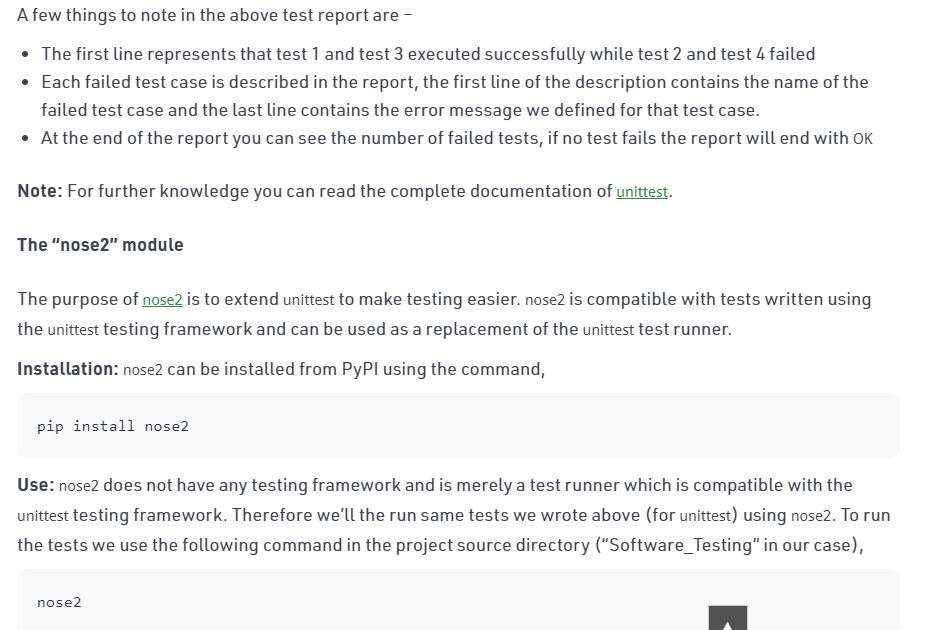 A few things to note in the above test report are –
• The first line represents that test 1 and test 3 executed successfully while test 2 and test 4 failed
• Each failed test case is described in the report, the first line of the description contains the name of the
failed test case and the last line contains the error message we defined for that test case.
• At the end of the report you can see the number of failed tests, if no test fails the report will end with OK
Note: For further knowledge you can read the complete documentation of unittest.
The “nose2” module
The purpose of nose2 is to extend unittest to make testing easier. nose2 is compatible with tests written using
the unittest testing framework and can be used as a replacement of the unittest test runner.
Installation: nose2 can be installed from PyPI using the command,
pip install nose2
Use: nose2 does not have any testing framework and is merely a test runner which is compatible with the
unittest testing framework. Therefore we’ll the run same tests we wrote above (for unittest) using nose2. To run
the tests we use the following command in the project source directory (“Software_Testing” in our case),
nose2